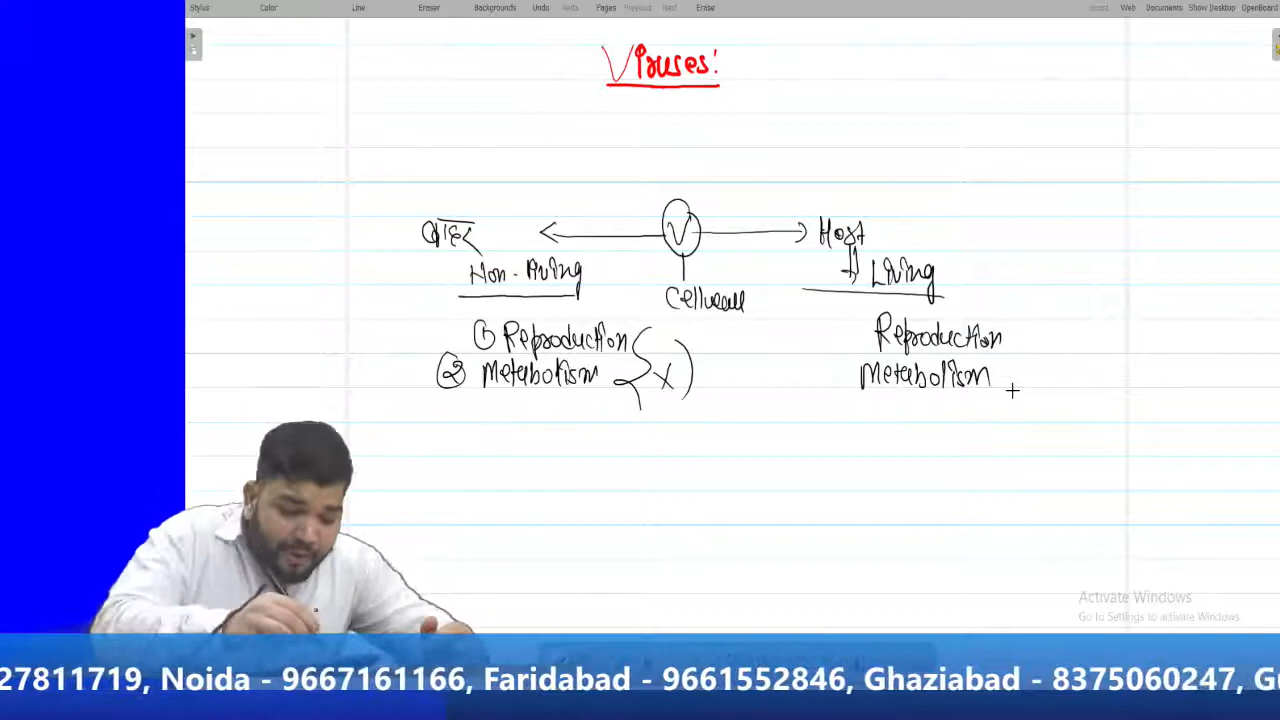 Stylus Color Line Eraser Backgrounds Undo Redo Pages Previous Next Erase Board Web Documents Show Desktop OpenBoard
Viruses:
बाहर V Host
Non-living Living
Cellular
① Reproduction Reproduction
② Metabolism X Metabolism
Activate Windows
Go to Settings to activate Windows.
27811719, Noida - 9667161166, Faridabad - 9661552846, Ghaziabad - 8375060247, Gu